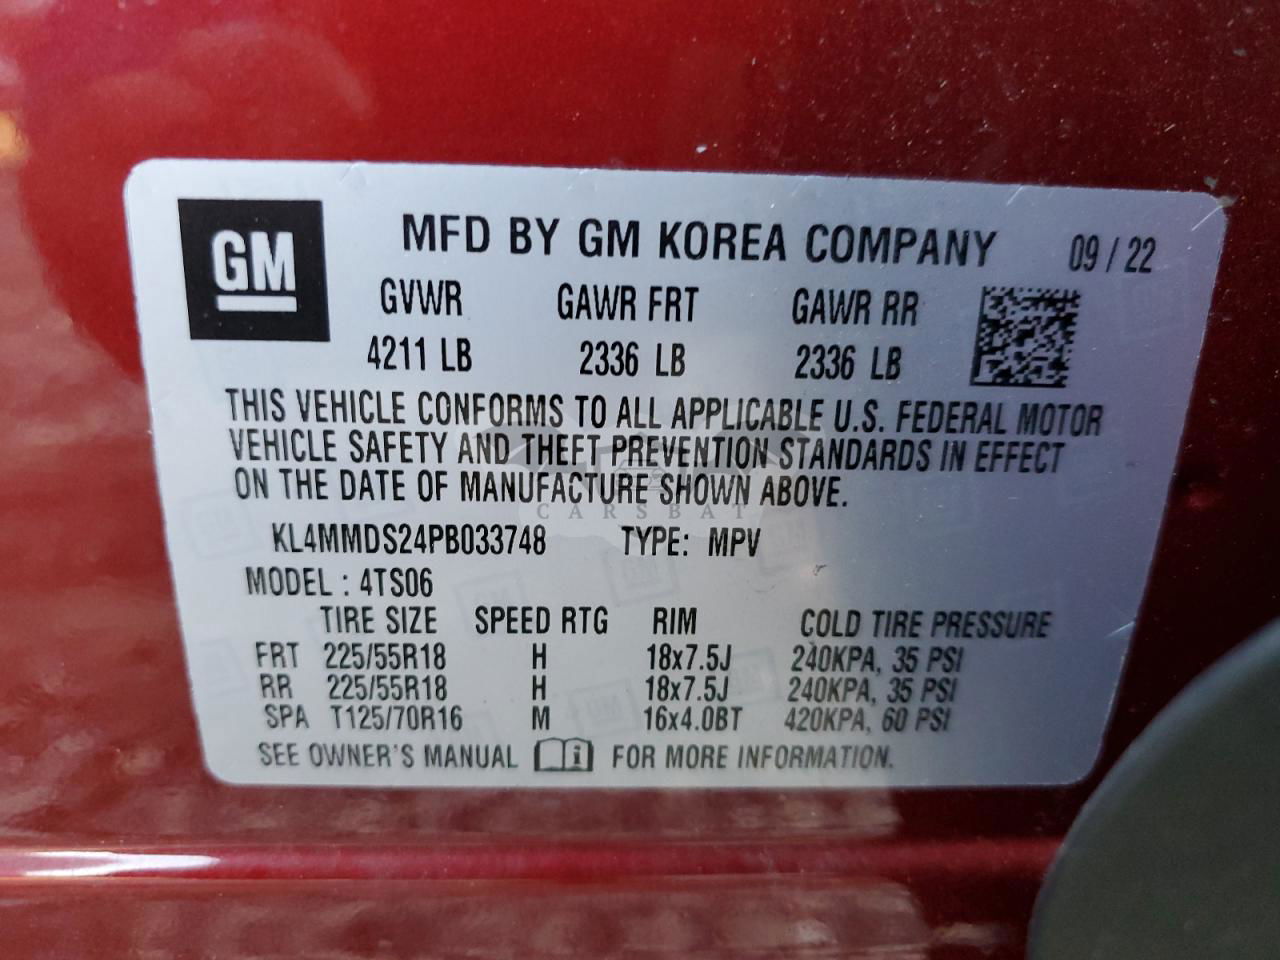 GM
MFD BY GM KOREA COMPANY 09 / 22
GVWR GAWR FRT GAWR RR
4211 LB 2336 LB 2336 LB
THIS VEHICLE CONFORMS TO ALL APPLICABLE U.S. FEDERAL MOTOR
VEHICLE SAFETY AND THEFT PREVENTION STANDARDS IN EFFECT
ON THE DATE OF MANUFACTURE SHOWN ABOVE.
CARSBAT
KL4MMDS24PB033748 TYPE: MPV
MODEL : 4TS06
TIRE SIZE SPEED RTG RIM COLD TIRE PRESSURE
FRT 225/55R18 H 18x7.5J 240KPA, 35 PSI
RR 225/55R18 H 18x7.5J 240KPA, 35 PSI
SPA T125/70R16 M 16x4.0BT 420KPA, 60 PSI
SEE OWNER'S MANUAL i FOR MORE INFORMATION.